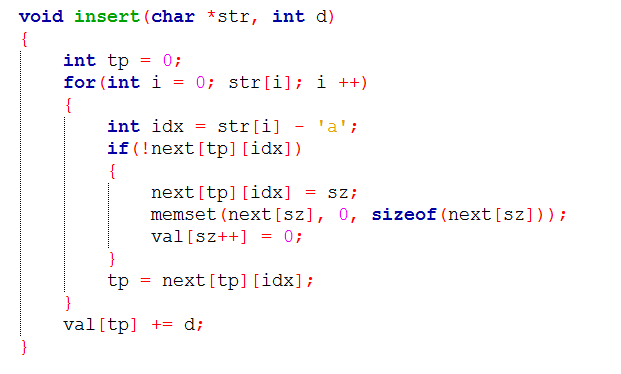 void insert(char *str, int d)
{
    int tp = 0;
    for(int i = 0; str[i]; i ++)
    {
        int idx = str[i] - 'a';
        if(!next[tp][idx])
        {
            next[tp][idx] = sz;
            memset(next[sz], 0, sizeof(next[sz]));
            val[sz++] = 0;
        }
        tp = next[tp][idx];
    }
    val[tp] += d;
}